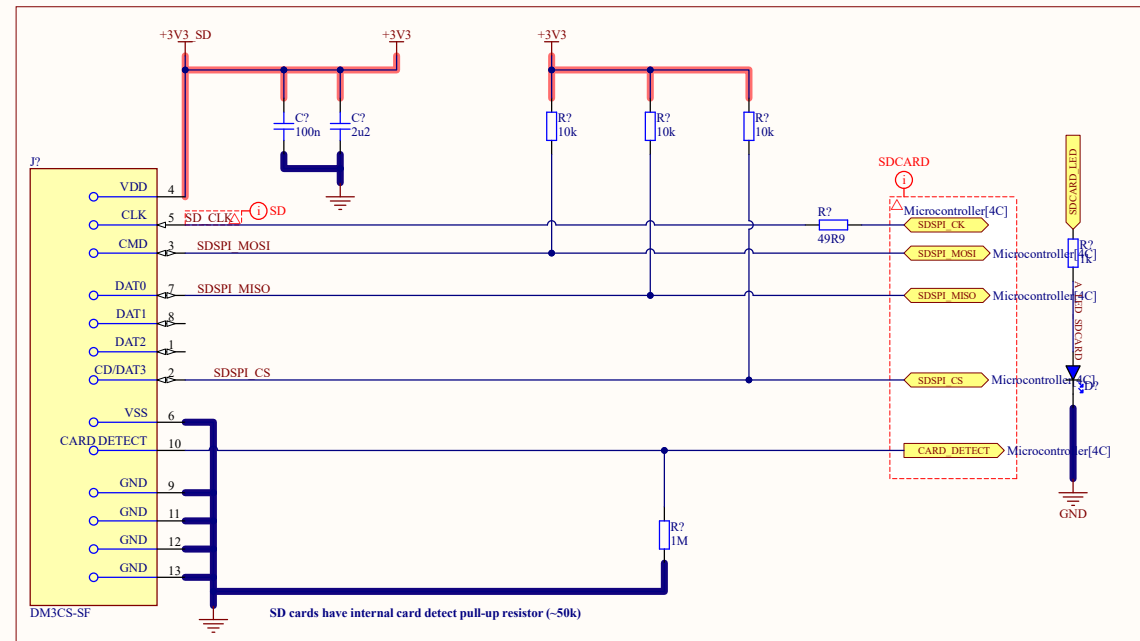 +3V3_SD
+3V3
+3V3
C?
100n
C?
2u2
R?
10k
R?
10k
R?
10k
J?
VDD
4
CLK
5
SD_CLK
i
SD
CMD
3
SDSPI_MOSI
DAT0
7
SDSPI_MISO
DAT1
8
DAT2
1
CD/DAT3
2
SDSPI_CS
VSS
6
CARD DETECT
10
GND
9
GND
11
GND
12
GND
13
DM3CS-SF
SD cards have internal card detect pull-up resistor (~50k)
R?
1M
R?
49R9
SDCARD
i
Microcontroller[4C]
SDSPI_CK
SDSPI_MOSI
Microcontroller[4C]
SDSPI_MISO
Microcontroller[4C]
SDSPI_CS
Microcontroller[4C]
CARD_DETECT
Microcontroller[4C]
SDCARD_LED
R?
1k
A_LED_SDCARD
D?
GND